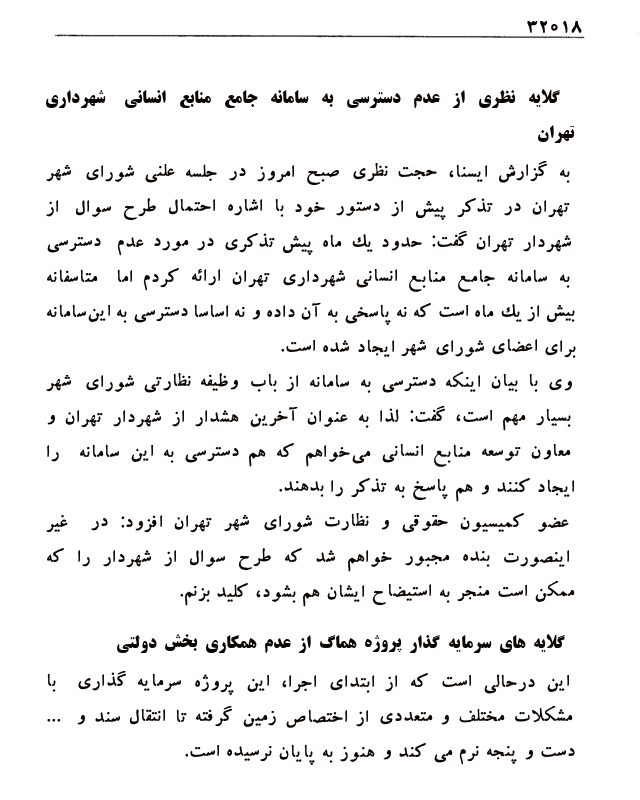 ۳۲۰۱۸
گلایه نظری از عدم دسترسی به سامانه جامع منابع انسانی شهرداری
تهران
به گزارش ایسنا، حجت نظری صبح امروز در جلسه علنی شورای شهر
تهران در تذکر پیش از دستور خود با اشاره احتمال طرح سوال از
شهردار تهران گفت: حدود یك ماه پیش تذکری در مورد عدم دسترسی
به سامانه جامع منابع انسانی شهرداری تهران ارائه کردم اما متاسفانه
بیش از یك ماه است که نه پاسخی به آن داده و نه اساسا دسترسی به این‌سامانه
برای اعضای شورای شهر ایجاد شده است.
وی با بیان اینکه دسترسی به سامانه از باب وظیفه نظارتی شورای شهر
بسیار مهم است، گفت: لذا به عنوان آخرین هشدار از شهردار تهران و
معاون توسعه منابع انسانی می‌خواهم که هم دسترسی به این سامانه را
ایجاد کنند و هم پاسخ به تذکر را بدهند.
عضو کمیسیون حقوقی و نظارت شورای شهر تهران افزود: در غیر
اینصورت بنده مجبور خواهم شد که طرح سوال از شهردار را که
ممکن است منجر به استیضاح ایشان هم بشود، کلید بزنم.
گلایه های سرمایه گذار پروژه هماگ از عدم همکاری بخش دولتی
این درحالی است که از ابتدای اجرا، این پروژه سرمایه گذاری با
مشکلات مختلف و متعددی از اختصاص زمین گرفته تا انتقال سند و ...
دست و پنجه نرم می کند و هنوز به پایان نرسیده است.